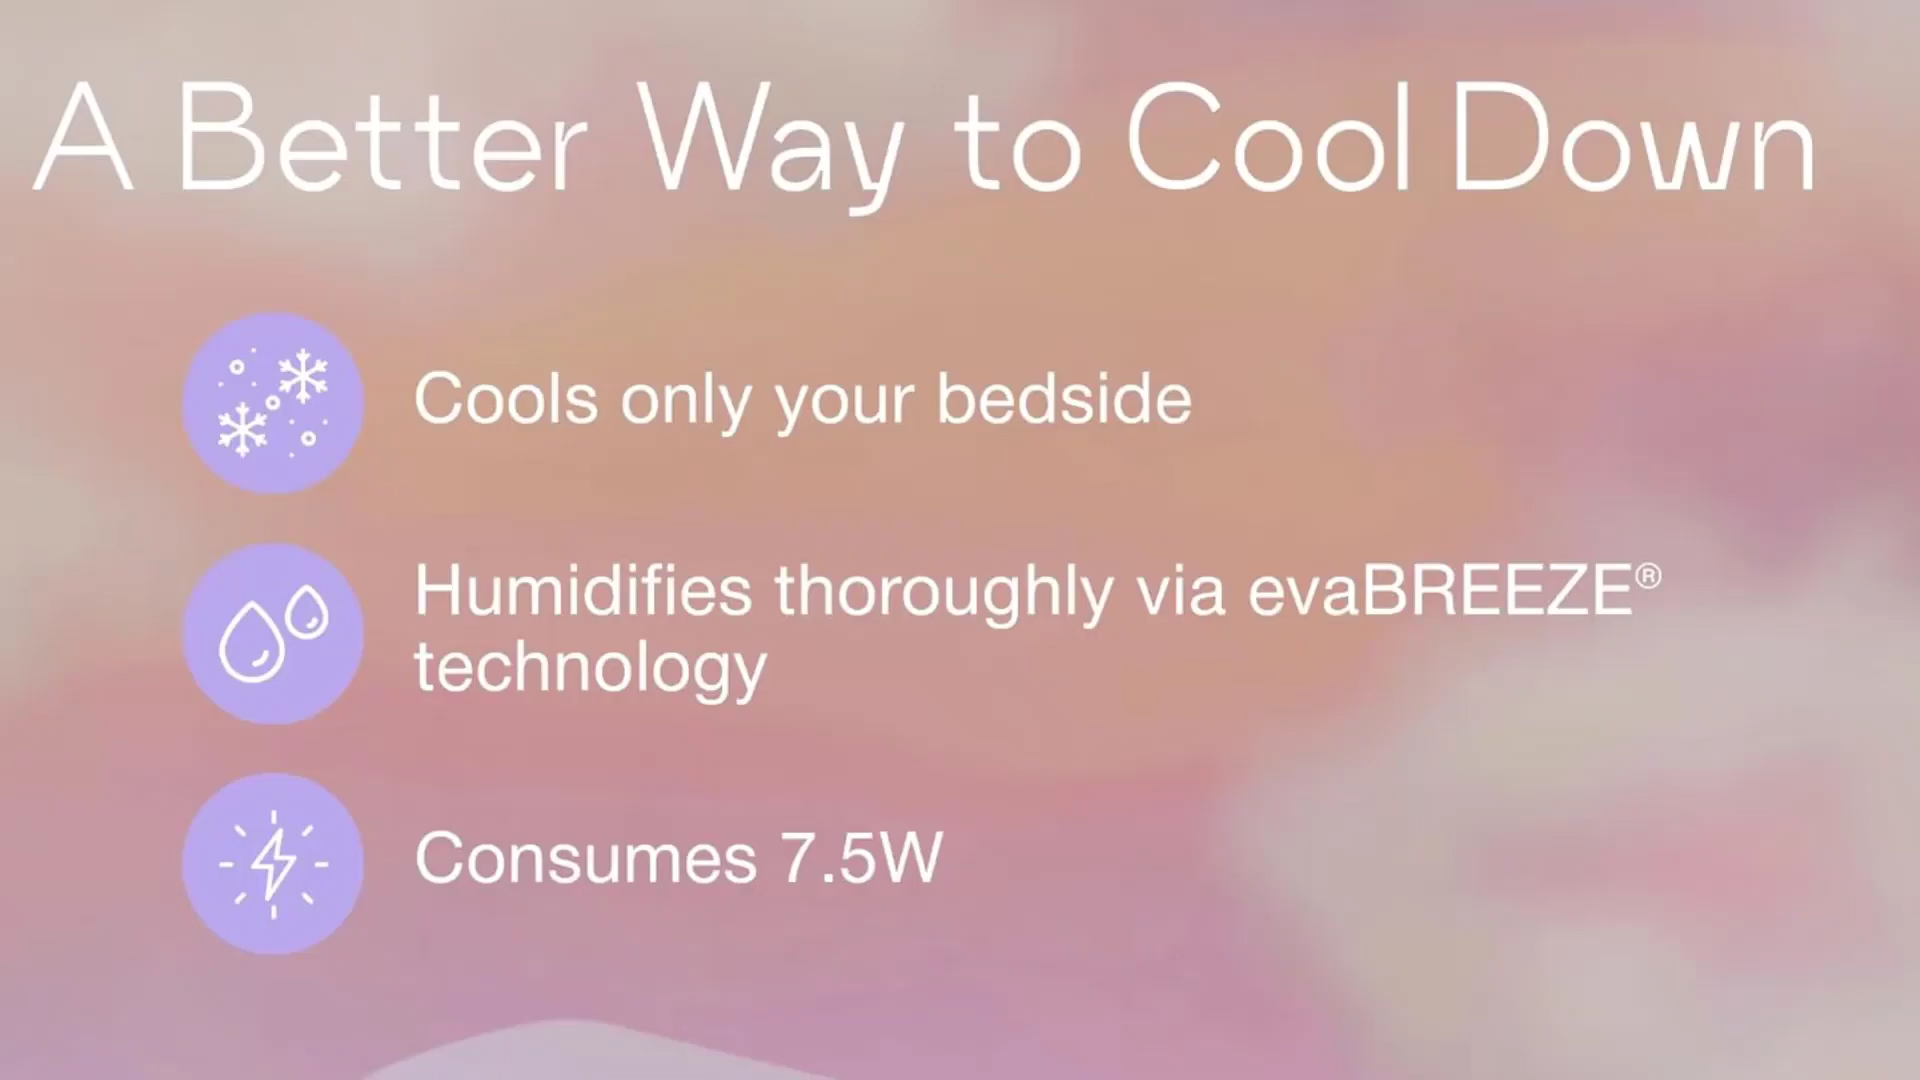 A Better Way to Cool Down
Cools only your bedside
Humidifies thoroughly via evaBREEZE®
technology
Consumes 7.5W